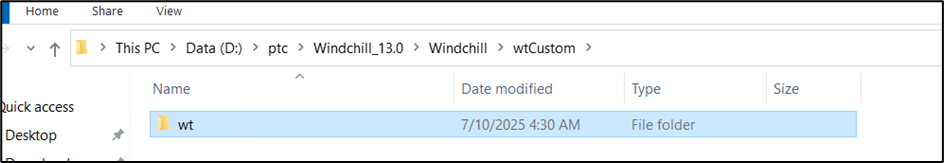 Home Share View
This PC > Data (D:) > ptc > Windchill_13.0 > Windchill > wtCustom >
Name Date modified Type Size
Quick access
wt 7/10/2025 4:30 AM File folder
Desktop